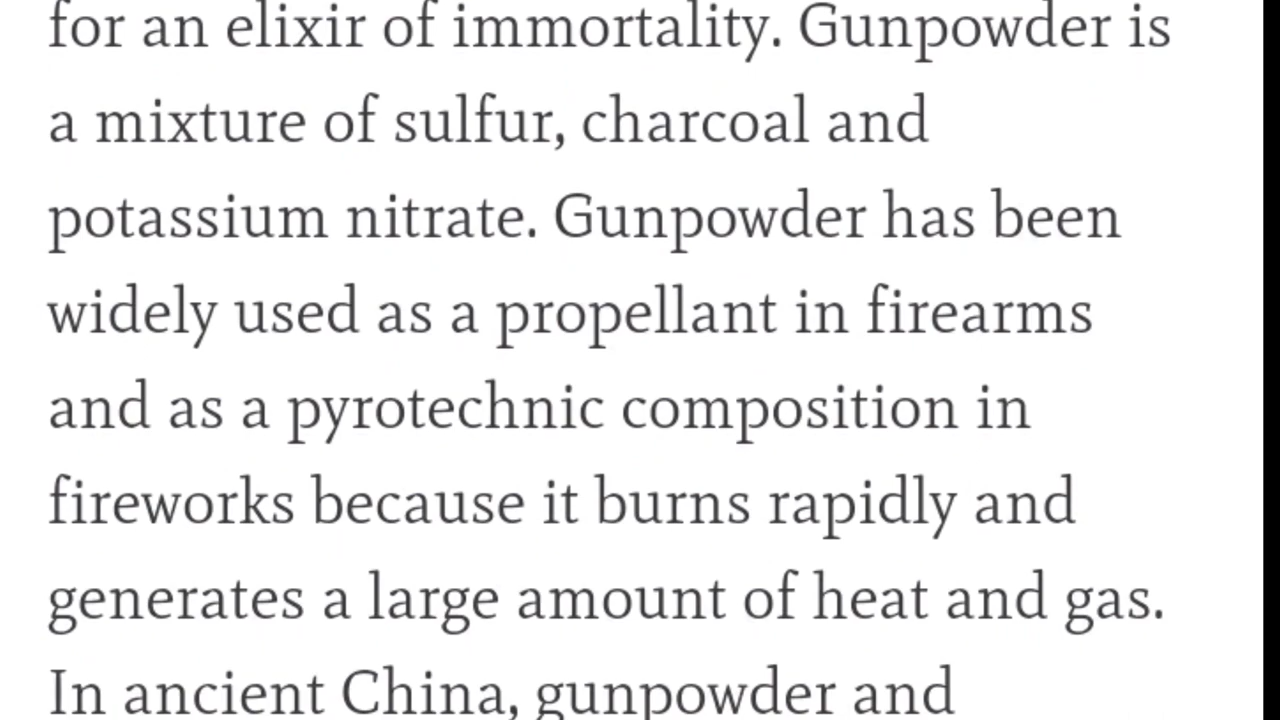 for an elixir of immortality. Gunpowder is
a mixture of sulfur, charcoal and
potassium nitrate. Gunpowder has been
widely used as a propellant in firearms
and as a pyrotechnic composition in
fireworks because it burns rapidly and
generates a large amount of heat and gas.
In ancient China, gunpowder and